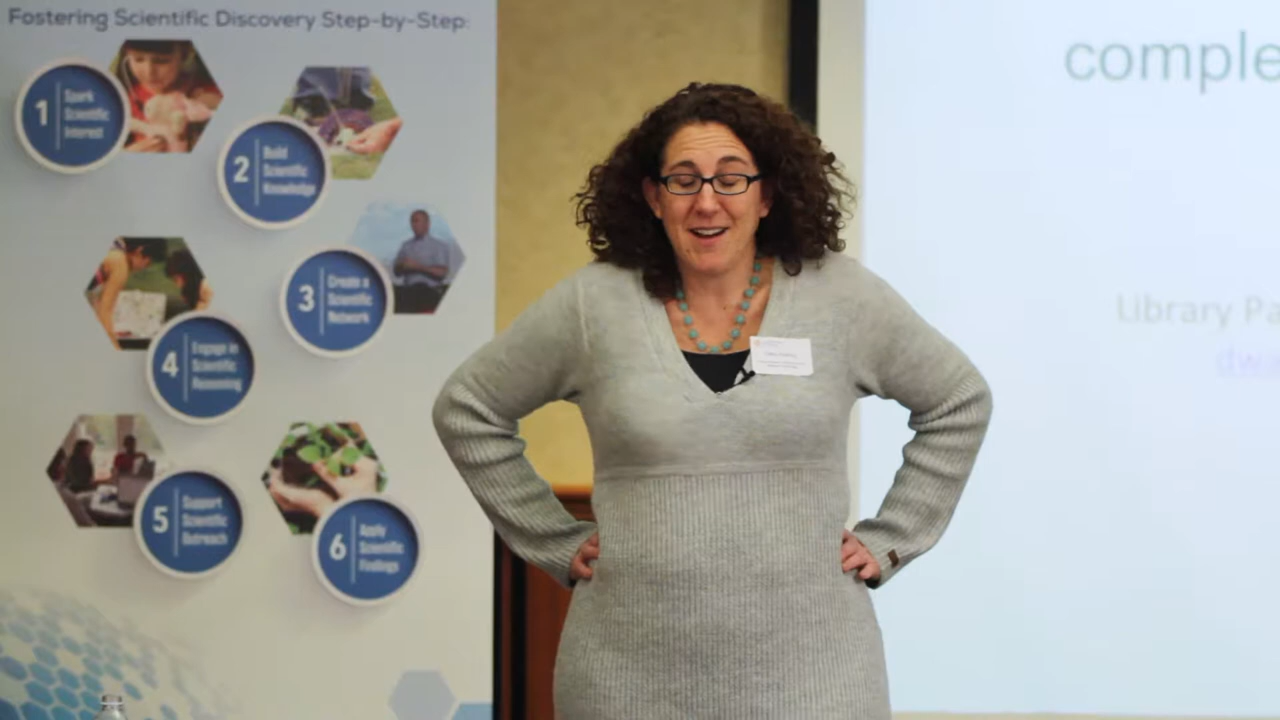 Fostering Scientific Discovery Step-by-Step:
1
Spark
Scientific
Interest
2
Build
Scientific
Knowledge
3
Create a
Scientific
Network
4
Engage in
Scientific
Reasoning
5
Support
Scientific
Outreach
6
Apply
Scientific
Findings
comple
Library Pa
dwa